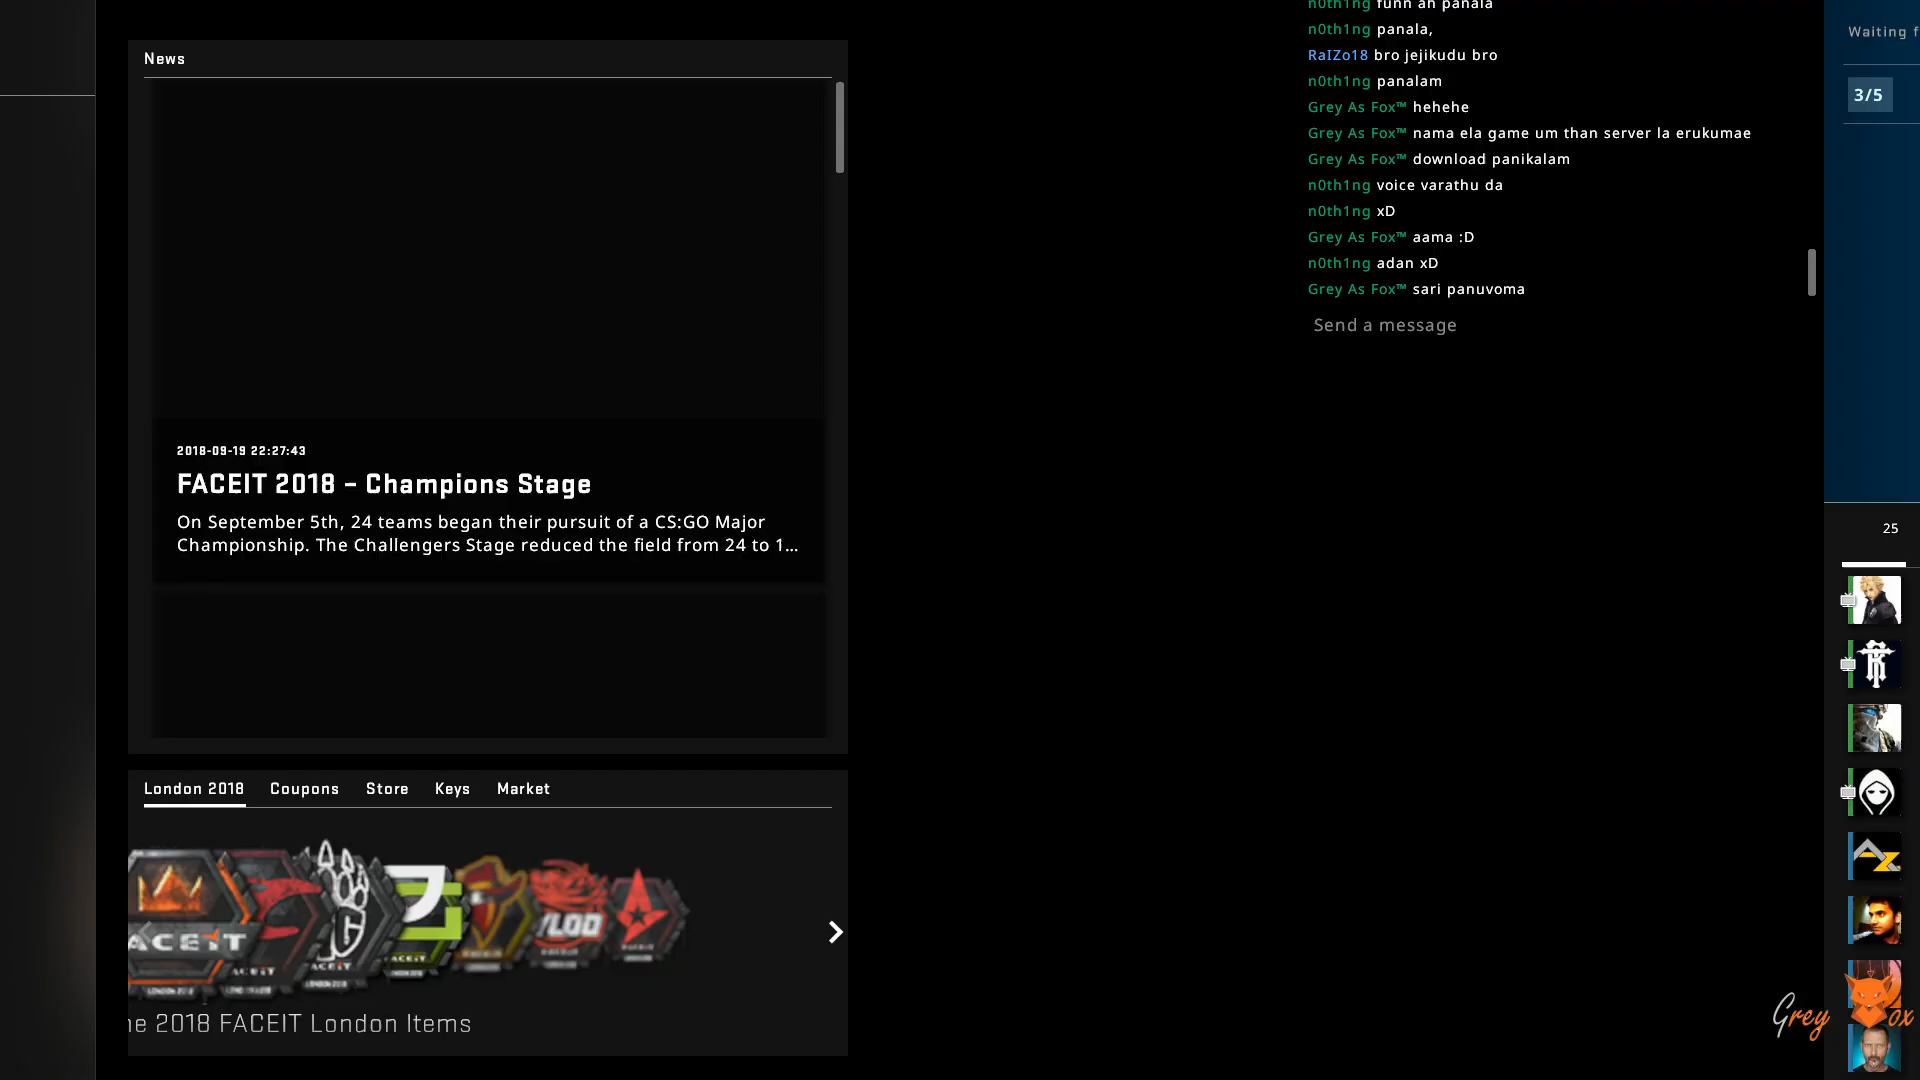 News
2018-09-19 22:27:43
FACEIT 2018 – Champions Stage
On September 5th, 24 teams began their pursuit of a CS:GO Major
Championship. The Challengers Stage reduced the field from 24 to 1...
London 2018 Coupons Store Keys Market
ACEIT
LONDON 2018
he 2018 FACEIT London Items
n0th1ng funn ah panala
n0th1ng panala,
RaIZo18 bro jejikudu bro
n0th1ng panalam
Grey As Fox™ hehehe
Grey As Fox™ nama ela game um than server la erukumae
Grey As Fox™ download panikalam
n0th1ng voice varathu da
n0th1ng xD
Grey As Fox™ aama :D
n0th1ng adan xD
Grey As Fox™ sari panuvoma
Send a message
Waiting f
3/5
25
Grey ox